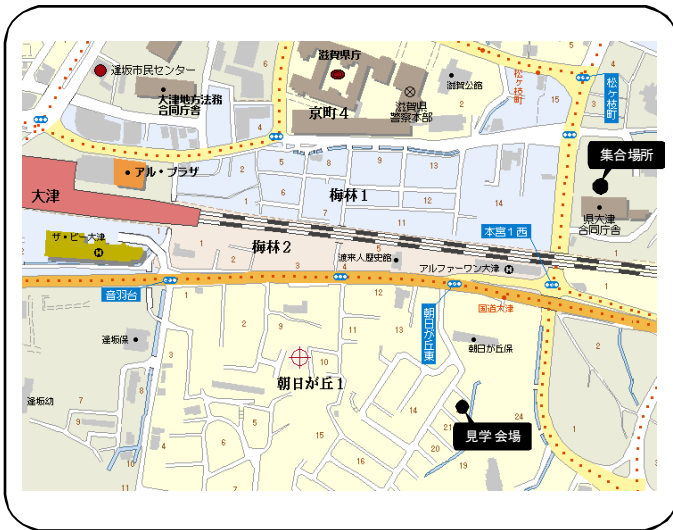 滋賀県庁
逢坂市民センター
大津地方法務
合同庁舎
滋賀公館
松ヶ枝町
松ヶ枝町
京町4
滋賀県
警察本部
集合場所
アル・プラザ
大津
梅林1
県大津
合同庁舎
本宮1西
ザ・ビー大津
梅林2
渡来人歴史館
アルファーワン大津
音羽台
国道大津
朝日が丘東
逢坂保
朝日が丘保
朝日が丘1
逢坂幼
見学会場